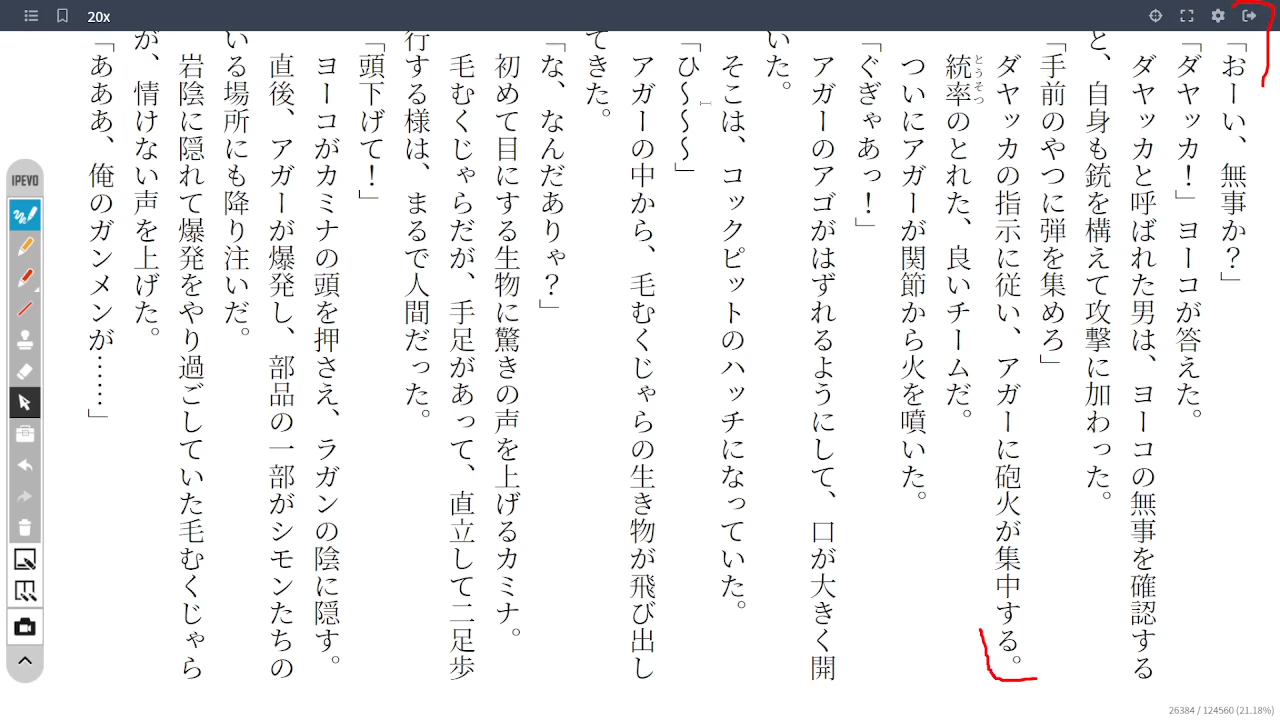 20x
「おーい、無事か？」
「ダヤッカ！」ヨーコが答えた。
ダヤッカと呼ばれた男は、ヨーコの無事を確認する
と、自身も銃を構えて攻撃に加わった。
「手前のやつに弾を集めろ」
ダヤッカの指示に従い、アガーに砲火が集中する。
統率のとれた、良いチームだ。
とうそつ
ついにアガーが関節から火を噴いた。
「ぐぎゃあっ！」
アガーのアゴがはずれるようにして、口が大きく開
いた。
そこは、コックピットのハッチになっていた。
「ひ〜〜〜」
アガーの中から、毛むくじゃらの生き物が飛び出し
てきた。
「な、なんだありゃ？」
初めて目にする生物に驚きの声を上げるカミナ。
毛むくじゃらだが、手足があって、直立して二足歩
行する様は、まるで人間だった。
「頭下げて！」
ヨーコがカミナの頭を押さえ、ラガンの陰に隠す。
直後、アガーが爆発し、部品の一部がシモンたちの
いる場所にも降り注いだ。
岩陰に隠れて爆発をやり過ごしていた毛むくじゃら
が、情けない声を上げた。
「あああ、俺のガンメンが……」
IPEVO
26384 / 124560 (21.18%)